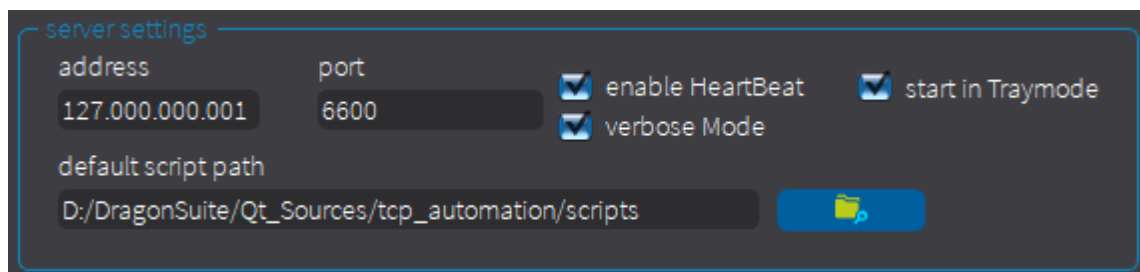 server settings
address port
127.000.000.001 6600
enable HeartBeat start in Traymode
verbose Mode
default script path
D:/DragonSuite/Qt_Sources/tcp_automation/scripts